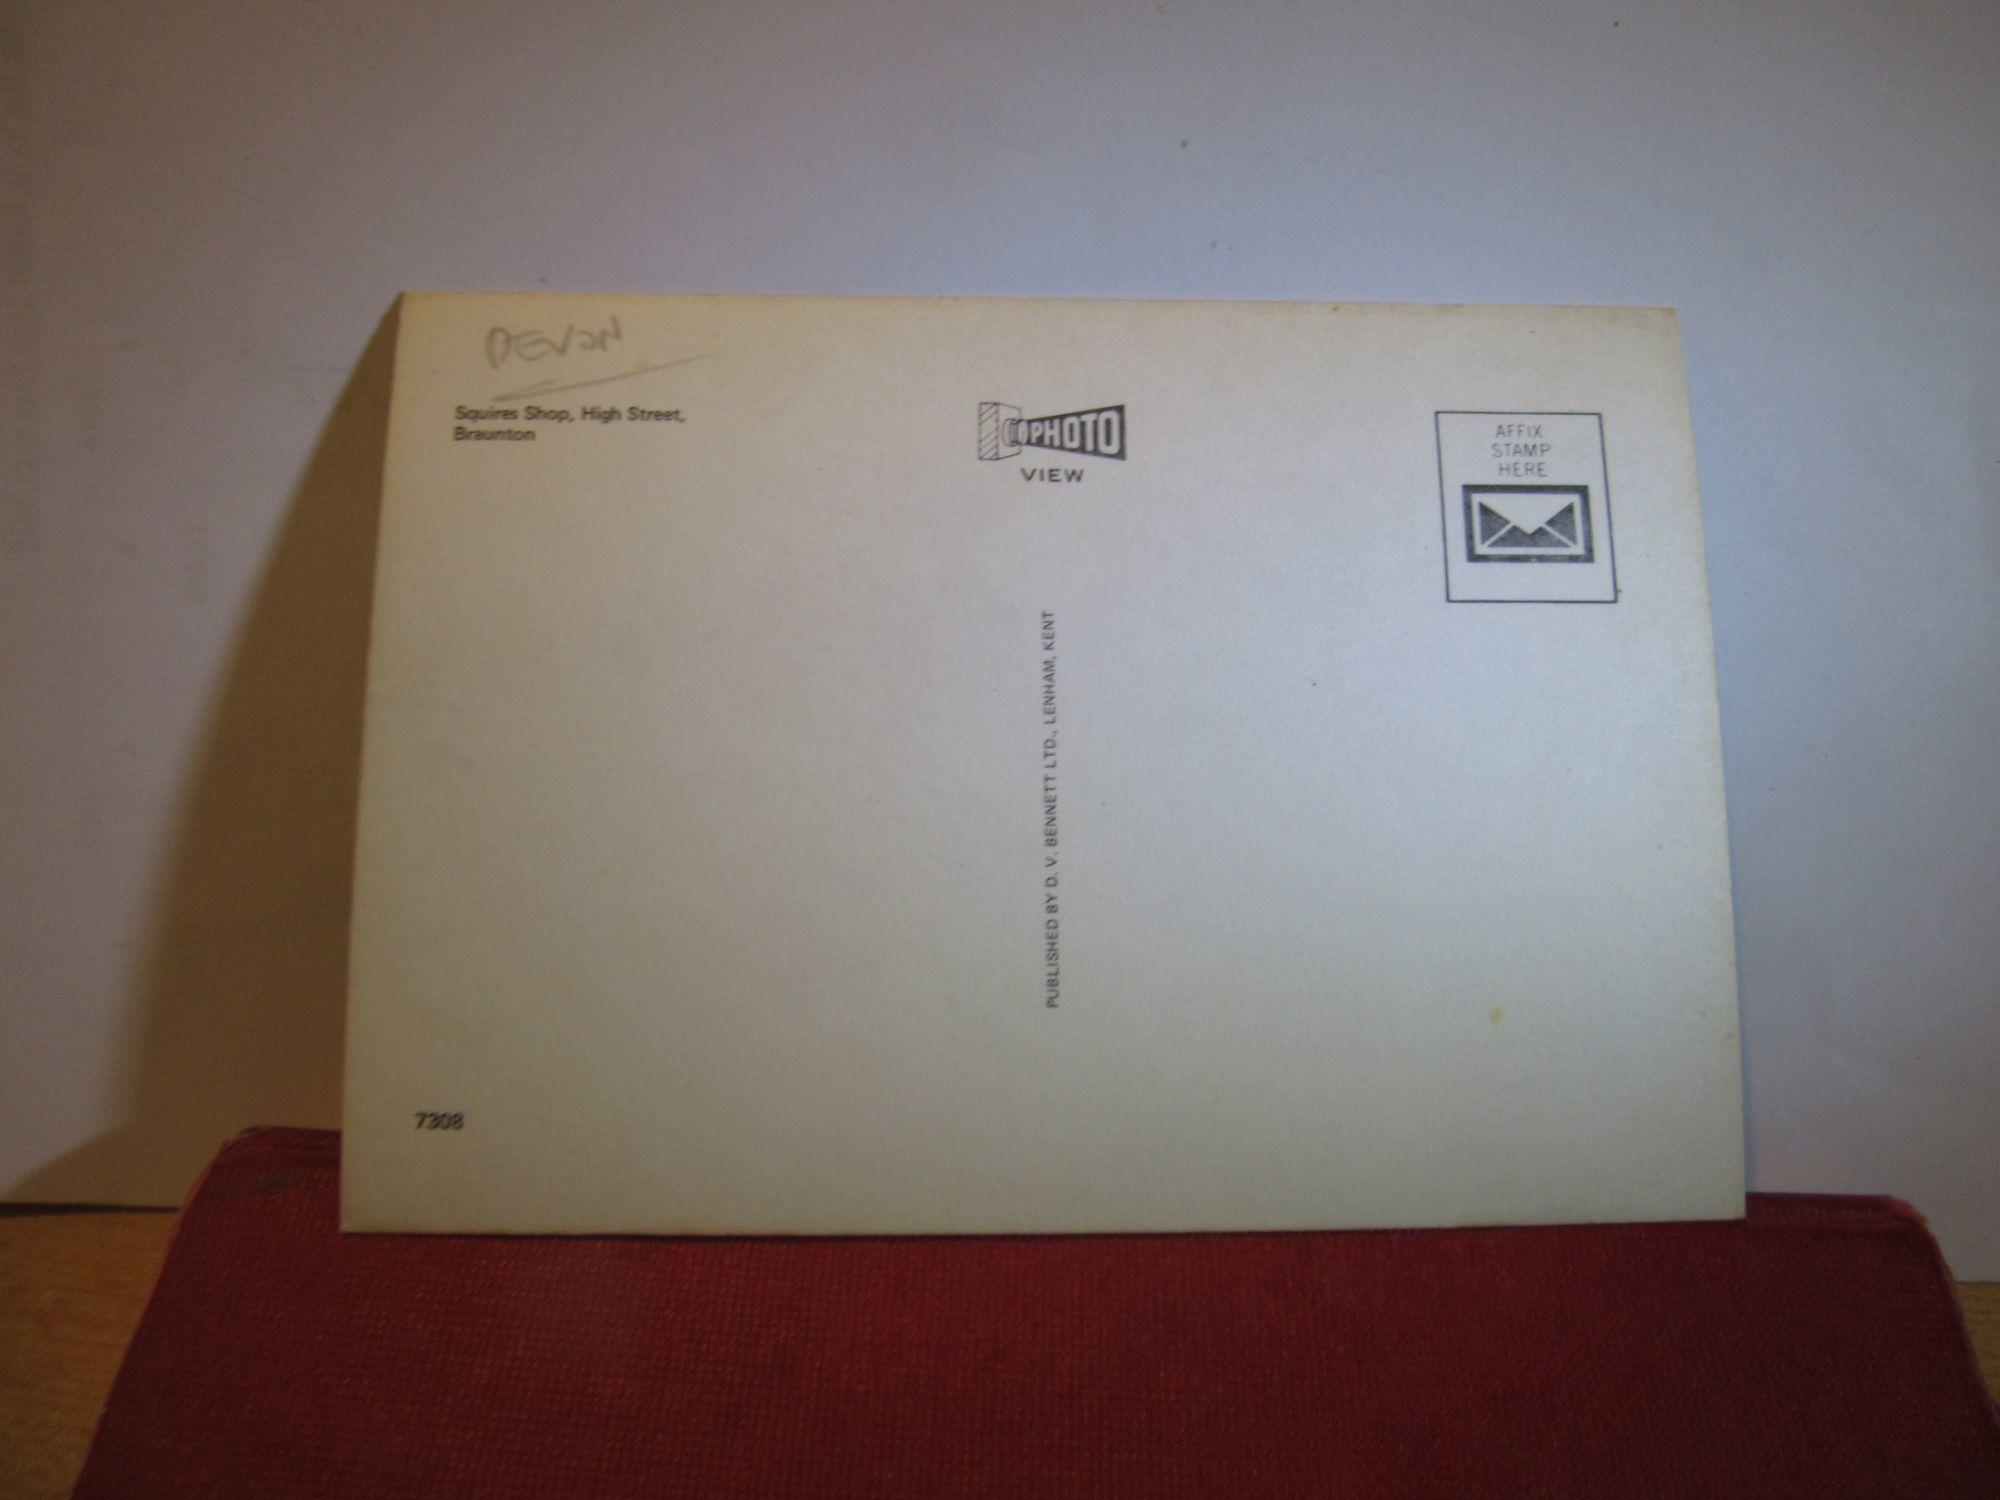 DEVON
Squires Shop, High Street,
Braunton
PHOTO
VIEW
AFFIX
STAMP
HERE
PUBLISHED BY D. V. BENNETT LTD., LENHAM, KENT
7308